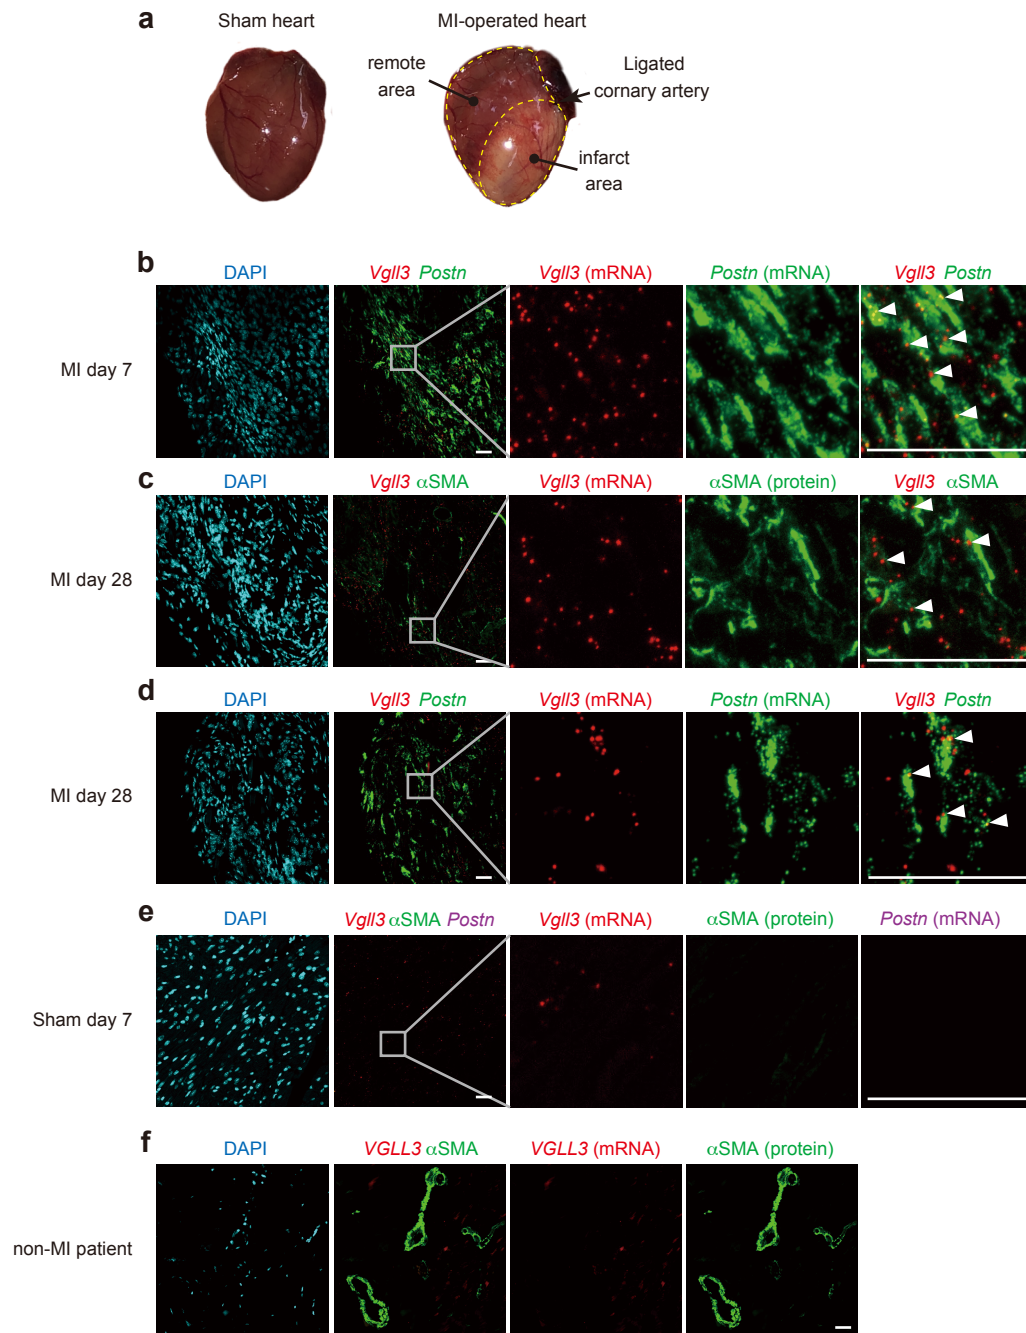 a
Sham heart
MI-operated heart
remote
area
Ligated
cornary artery
infarct
area
b
DAPI
Vgll3 Postn
Vgll3 (mRNA)
Postn (mRNA)
Vgll3 Postn
MI day 7
c
DAPI
Vgll3 αSMA
Vgll3 (mRNA)
αSMA (protein)
Vgll3 αSMA
MI day 28
d
DAPI
Vgll3 Postn
Vgll3 (mRNA)
Postn (mRNA)
Vgll3 Postn
MI day 28
e
DAPI
Vgll3 αSMA Postn
Vgll3 (mRNA)
αSMA (protein)
Postn (mRNA)
Sham day 7
f
DAPI
VGLL3 αSMA
VGLL3 (mRNA)
αSMA (protein)
non-MI patient